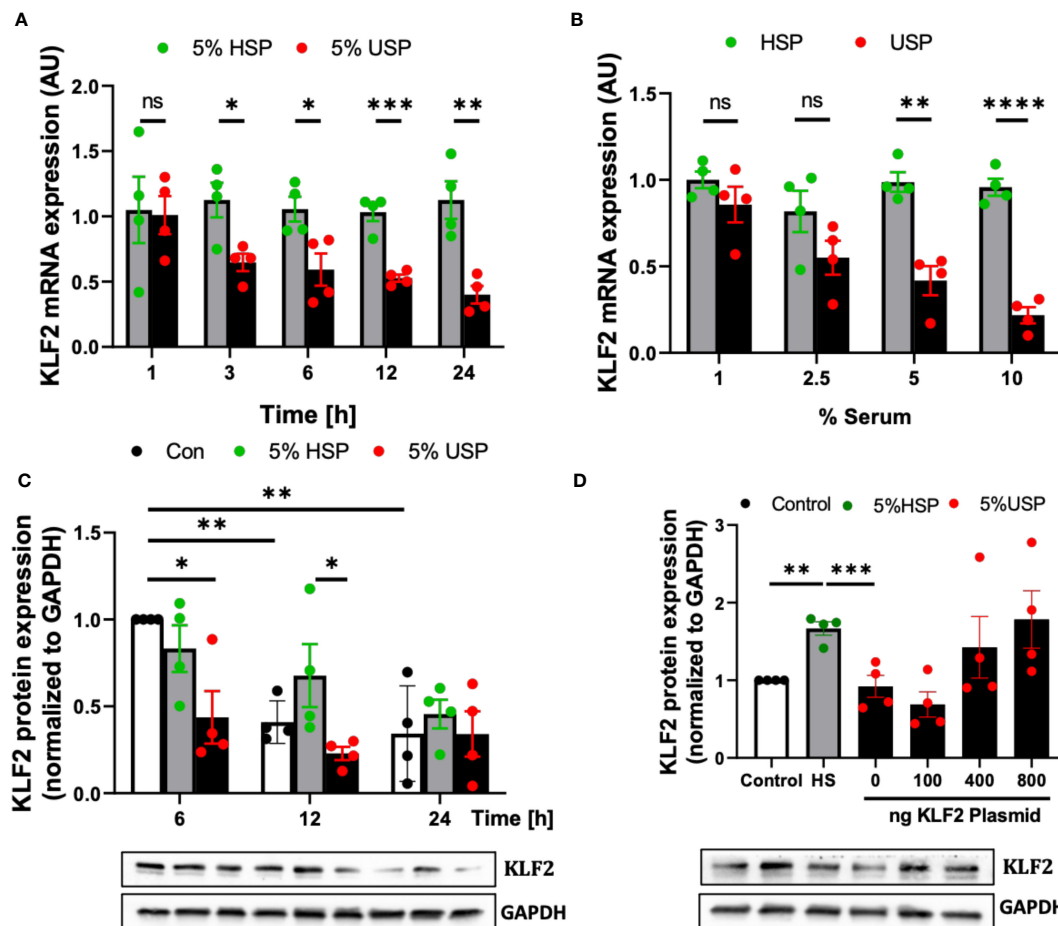 A
5% HSP 5% USP
KLF2 mRNA expression (AU)
2.0
1.5
1.0
0.5
0.0
ns * * *** **
1 3 6 12 24
Time [h]
B
HSP USP
KLF2 mRNA expression (AU)
1.5
1.0
0.5
0.0
ns ns ** ****
1 2.5 5 10
% Serum
C
Con 5% HSP 5% USP
KLF2 protein expression
(normalized to GAPDH)
1.5
1.0
0.5
0.0
**
**
* *
6 12 24 Time [h]
KLF2
GAPDH
D
Control 5%HSP 5%USP
KLF2 protein expression
(normalized to GAPDH)
3
2
1
0
** ***
Control HS 0 100 400 800
ng KLF2 Plasmid
KLF2
GAPDH